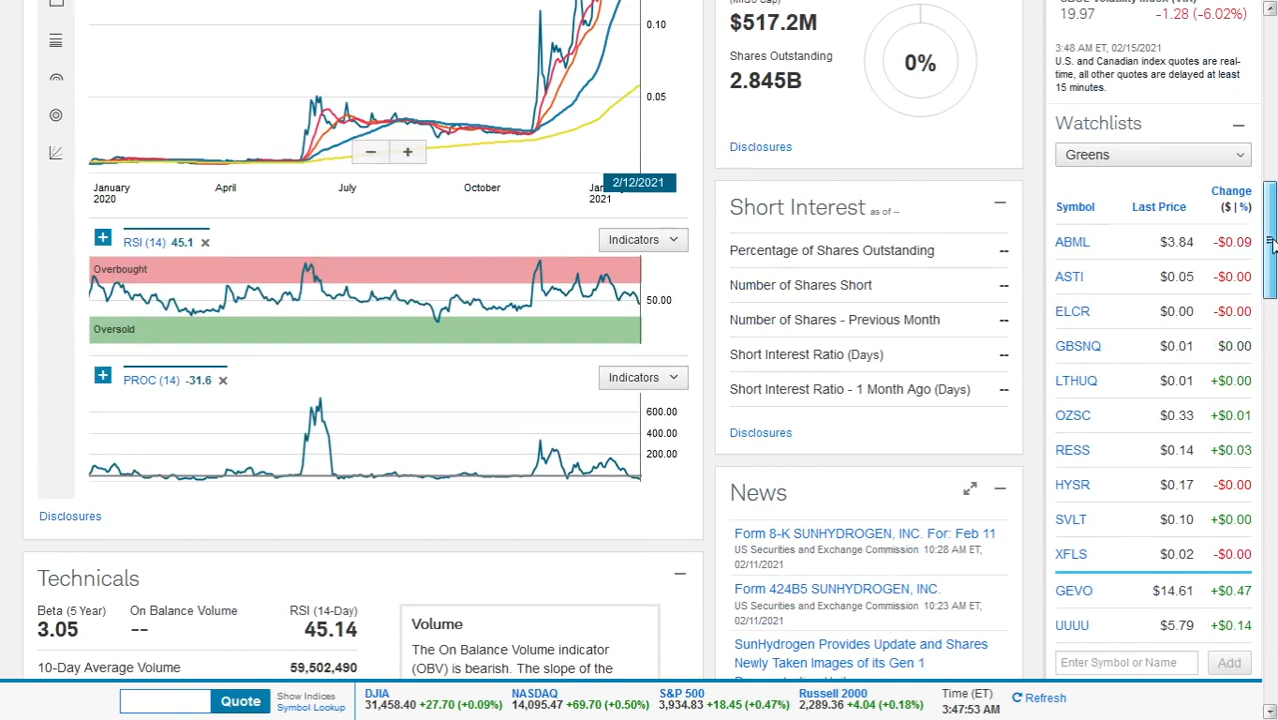 0.10
0.05
− +
January
2020
April
July
October
2021
2/12/2021
RSI (14) 45.1
Indicators
Overbought
50.00
Oversold
PROC (14) -31.6
Indicators
600.00
400.00
200.00
Disclosures
Technicals
Beta (5 Year) On Balance Volume RSI (14-Day)
3.05 -- 45.14
10-Day Average Volume 59,502,490
Volume
The On Balance Volume indicator
(OBV) is bearish. The slope of the
$517.2M
Shares Outstanding
2.845B
0%
Disclosures
Short Interest as of --
Percentage of Shares Outstanding --
Number of Shares Short --
Number of Shares - Previous Month --
Short Interest Ratio (Days) --
Short Interest Ratio - 1 Month Ago (Days) --
Disclosures
News
Form 8-K SUNHYDROGEN, INC. For: Feb 11
US Securities and Exchange Commission 10:28 AM ET,
02/11/2021
Form 424B5 SUNHYDROGEN, INC.
US Securities and Exchange Commission 10:23 AM ET,
02/11/2021
SunHydrogen Provides Update and Shares
Newly Taken Images of its Gen 1
19.97 -1.28 (-6.02%)
3:48 AM ET, 02/15/2021
U.S. and Canadian index quotes are real-
time, all other quotes are delayed at least
15 minutes.
Watchlists
Greens
Symbol Last Price Change
($ | %)
ABML $3.84 -$0.09
ASTI $0.05 -$0.00
ELCR $0.00 -$0.00
GBSNQ $0.01 $0.00
LTHUQ $0.01 +$0.00
OZSC $0.33 +$0.01
RESS $0.14 +$0.03
HYSR $0.17 -$0.00
SVLT $0.10 +$0.00
XFLS $0.02 -$0.00
GEVO $14.61 +$0.47
UUUU $5.79 +$0.14
Enter Symbol or Name Add
Quote
Show Indices
Symbol Lookup
DJIA
31,458.40 +27.70 (+0.09%)
NASDAQ
14,095.47 +69.70 (+0.50%)
S&P 500
3,934.83 +18.45 (+0.47%)
Russell 2000
2,289.36 +4.04 (+0.18%)
Time (ET)
3:47:53 AM
Refresh